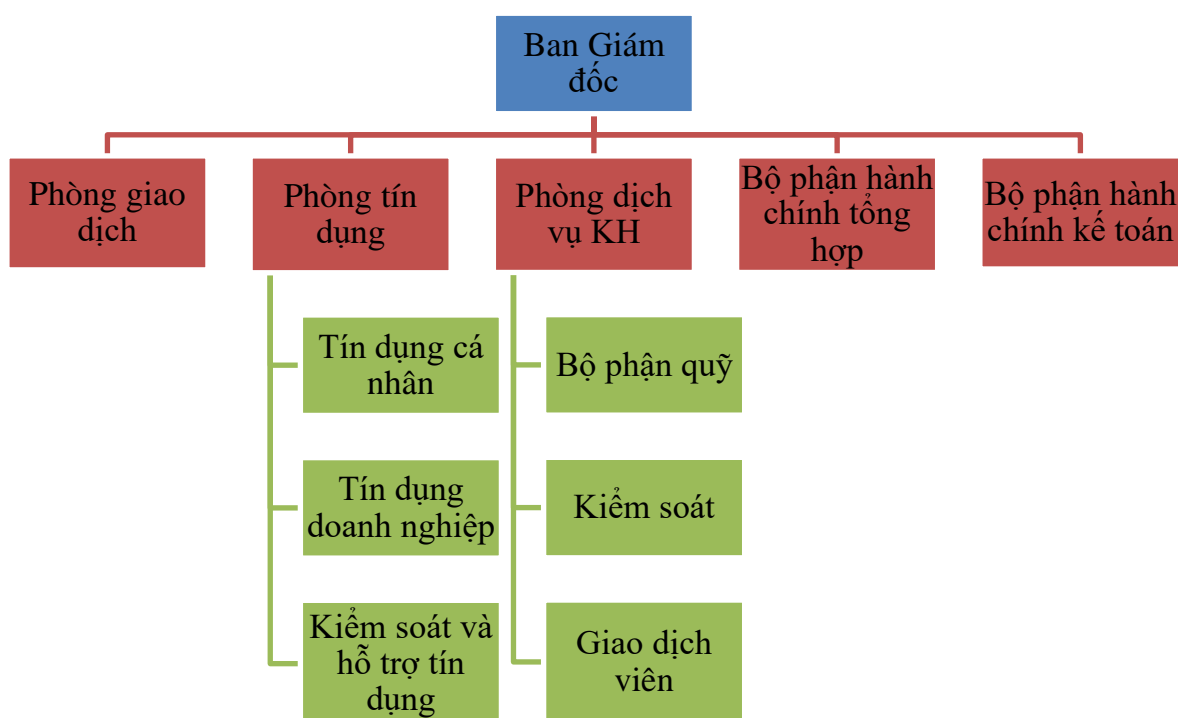 Ban Giám
đốc
Phòng giao
dịch
Phòng tín
dụng
Phòng dịch
vụ KH
Bộ phận hành
chính tổng
hợp
Bộ phận hành
chính kế toán
Tín dụng cá
nhân
Tín dụng
doanh nghiệp
Kiểm soát và
hỗ trợ tín
dụng
Bộ phận quỹ
Kiểm soát
Giao dịch
viên